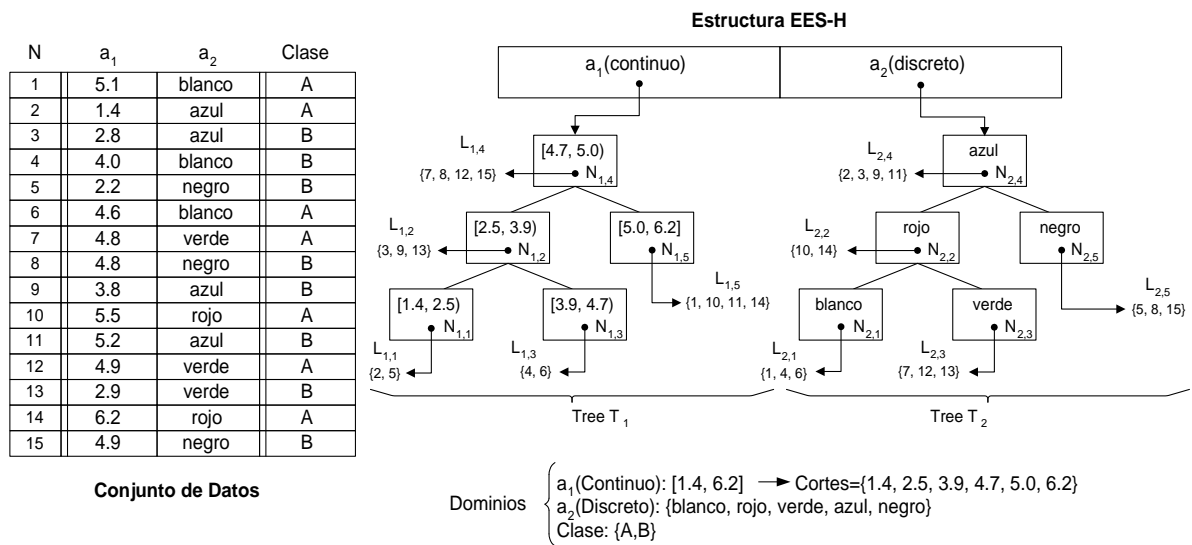 Estructura EES-H
N a1 a2 Clase
1 5.1 blanco A
2 1.4 azul A
3 2.8 azul B
4 4.0 blanco B
5 2.2 negro B
6 4.6 blanco A
7 4.8 verde A
8 4.8 negro B
9 3.8 azul B
10 5.5 rojo A
11 5.2 azul B
12 4.9 verde A
13 2.9 verde B
14 6.2 rojo A
15 4.9 negro B
Conjunto de Datos
a1(continuo)
a2(discreto)
L1,4
{7, 8, 12, 15}
[4.7, 5.0)
N1,4
L1,2
{3, 9, 13}
[2.5, 3.9)
N1,2
[5.0, 6.2]
N1,5
L1,5
{1, 10, 11, 14}
[1.4, 2.5)
N1,1
[3.9, 4.7)
N1,3
L1,1
{2, 5}
L1,3
{4, 6}
Tree T1
L2,4
{2, 3, 9, 11}
azul
N2,4
L2,2
{10, 14}
rojo
N2,2
negro
N2,5
L2,5
{5, 8, 15}
blanco
N2,1
verde
N2,3
L2,1
{1, 4, 6}
L2,3
{7, 12, 13}
Tree T2
Dominios
a1(Continuo): [1.4, 6.2] Cortes={1.4, 2.5, 3.9, 4.7, 5.0, 6.2}
a2(Discreto): {blanco, rojo, verde, azul, negro}
Clase: {A,B}